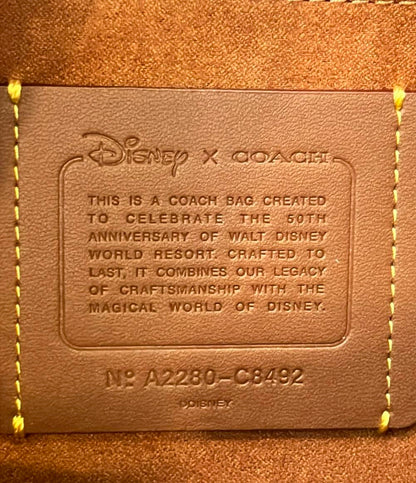 Disney X COACH
THIS IS A COACH BAG CREATED
TO CELEBRATE THE 50TH
ANNIVERSARY OF WALT DISNEY
WORLD RESORT. CRAFTED TO
LAST, IT COMBINES OUR LEGACY
OF CRAFTSMANSHIP WITH THE
MAGICAL WORLD OF DISNEY.
Nº A2280-C8492
©DISNEY